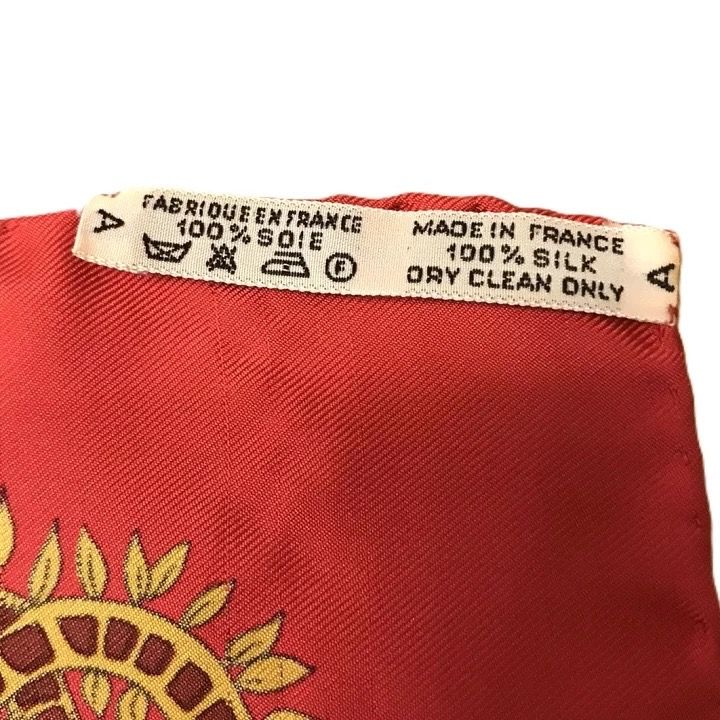 A
FABRIQUE EN FRANCE
100% SOIE
F
MADE IN FRANCE
100% SILK
DRY CLEAN ONLY
A